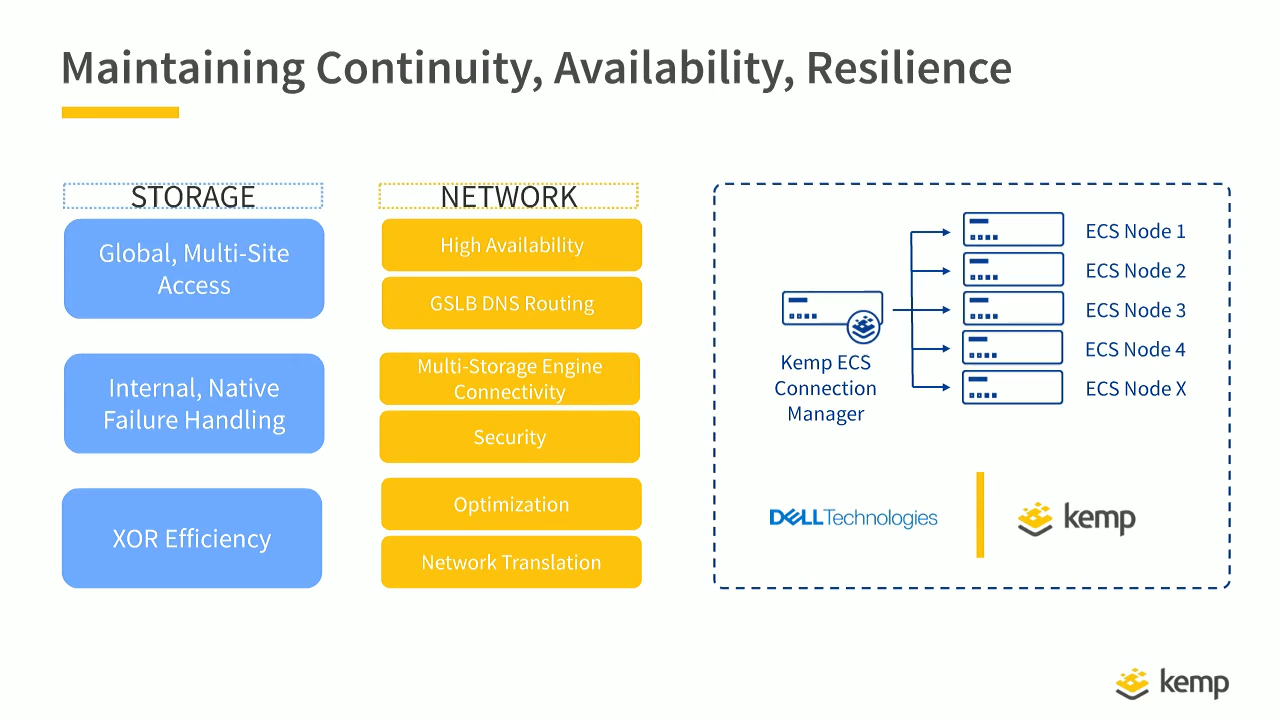 Maintaining Continuity, Availability, Resilience
STORAGE
Global, Multi-Site
Access
Internal, Native
Failure Handling
XOR Efficiency
NETWORK
High Availability
GSLB DNS Routing
Multi-Storage Engine
Connectivity
Security
Optimization
Network Translation
Kemp ECS
Connection
Manager
ECS Node 1
ECS Node 2
ECS Node 3
ECS Node 4
ECS Node X
DELLTechnologies
kemp
kemp